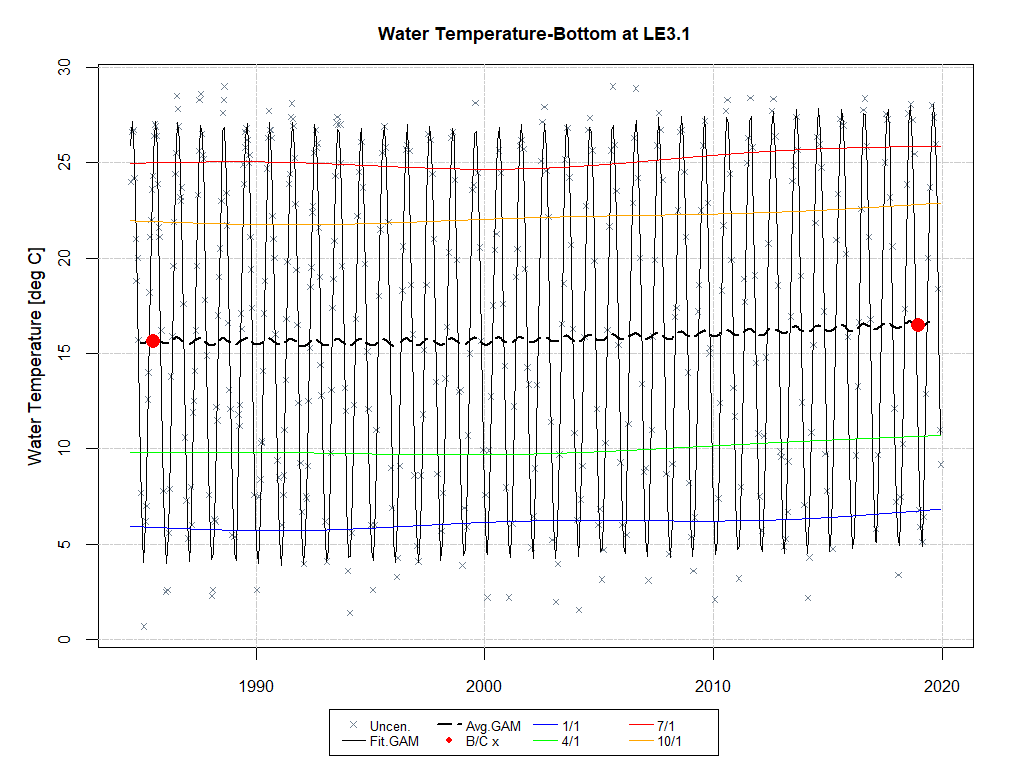 Water Temperature-Bottom at LE3.1
Water Temperature [deg C]
30
25
20
15
10
5
0
1990 2000 2010 2020
Uncen. Avg.GAM 1/1 7/1
Fit.GAM B/C x 4/1 10/1